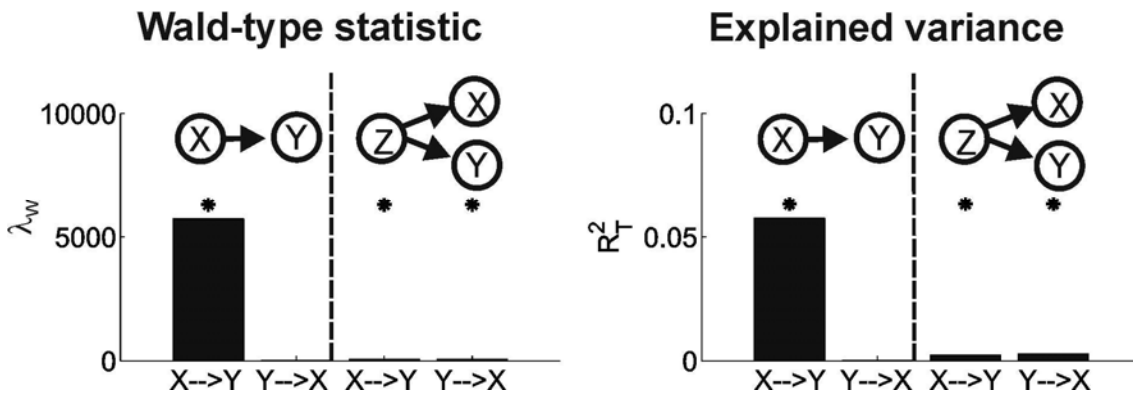 Wald-type statistic
Explained variance
10000
5000
0
λw
X
Y
Z
X
Y
*
*
*
X-->Y
Y-->X
X-->Y
Y-->X
0.1
0.05
0
R²T
X
Y
Z
X
Y
*
*
*
X-->Y
Y-->X
X-->Y
Y-->X